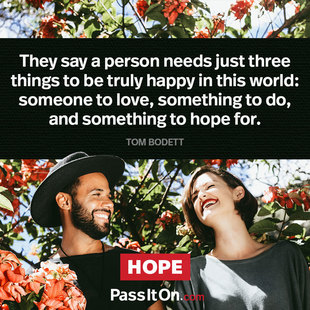 They say a person needs just three
things to be truly happy in this world:
someone to love, something to do,
and something to hope for.
TOM BODETT
HOPE
PassItOn.com